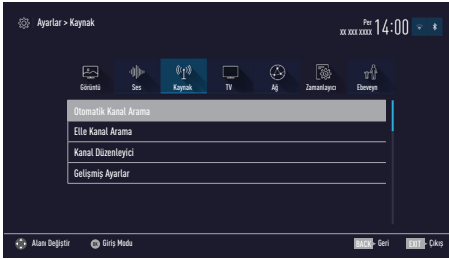 Ayarlar > Kaynak
Per
xx xxx xxxx
14:00
Görüntü
Ses
Kaynak
TV
Ağ
Zamanlayıcı
Ebeveyn
Otomatik Kanal Arama
Elle Kanal Arama
Kanal Düzenleyici
Gelişmiş Ayarlar
Alanı Değiştir
OK Giriş Modu
BACK - Geri
EXIT - Çıkış